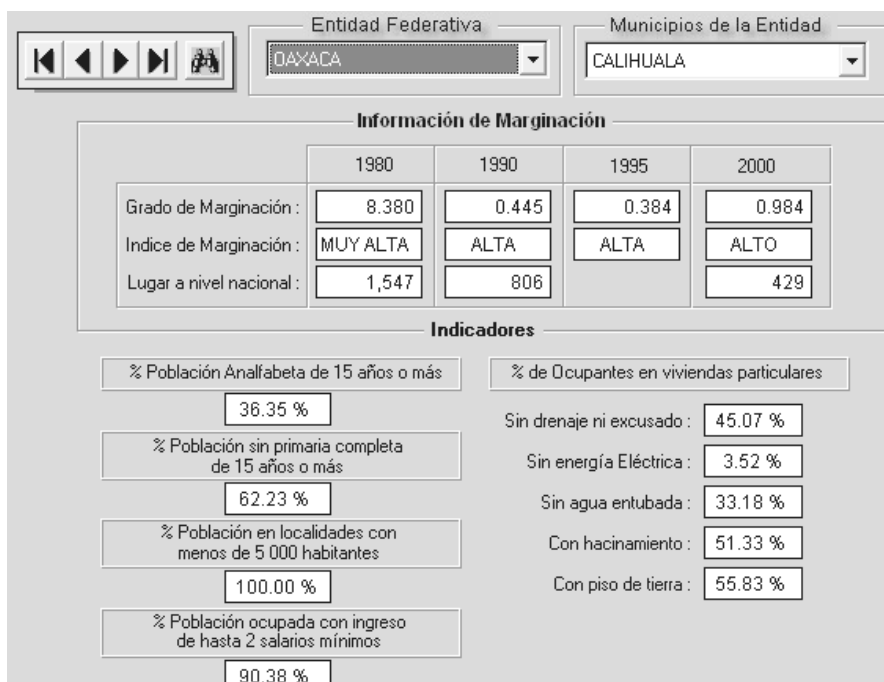 Entidad Federativa
Municipios de la Entidad
OAXACA
CALIHUALA
Información de Marginación
1980 1990 1995 2000
Grado de Marginación : 8.380 0.445 0.384 0.984
Indice de Marginación : MUY ALTA ALTA ALTA ALTO
Lugar a nivel nacional : 1,547 806 429
Indicadores
% Población Analfabeta de 15 años o más
36.35 %
% Población sin primaria completa
de 15 años o más
62.23 %
% Población en localidades con
menos de 5 000 habitantes
100.00 %
% Población ocupada con ingreso
de hasta 2 salarios mínimos
90.38 %
% de Ocupantes en viviendas particulares
Sin drenaje ni excusado : 45.07 %
Sin energía Eléctrica : 3.52 %
Sin agua entubada : 33.18 %
Con hacinamiento : 51.33 %
Con piso de tierra : 55.83 %